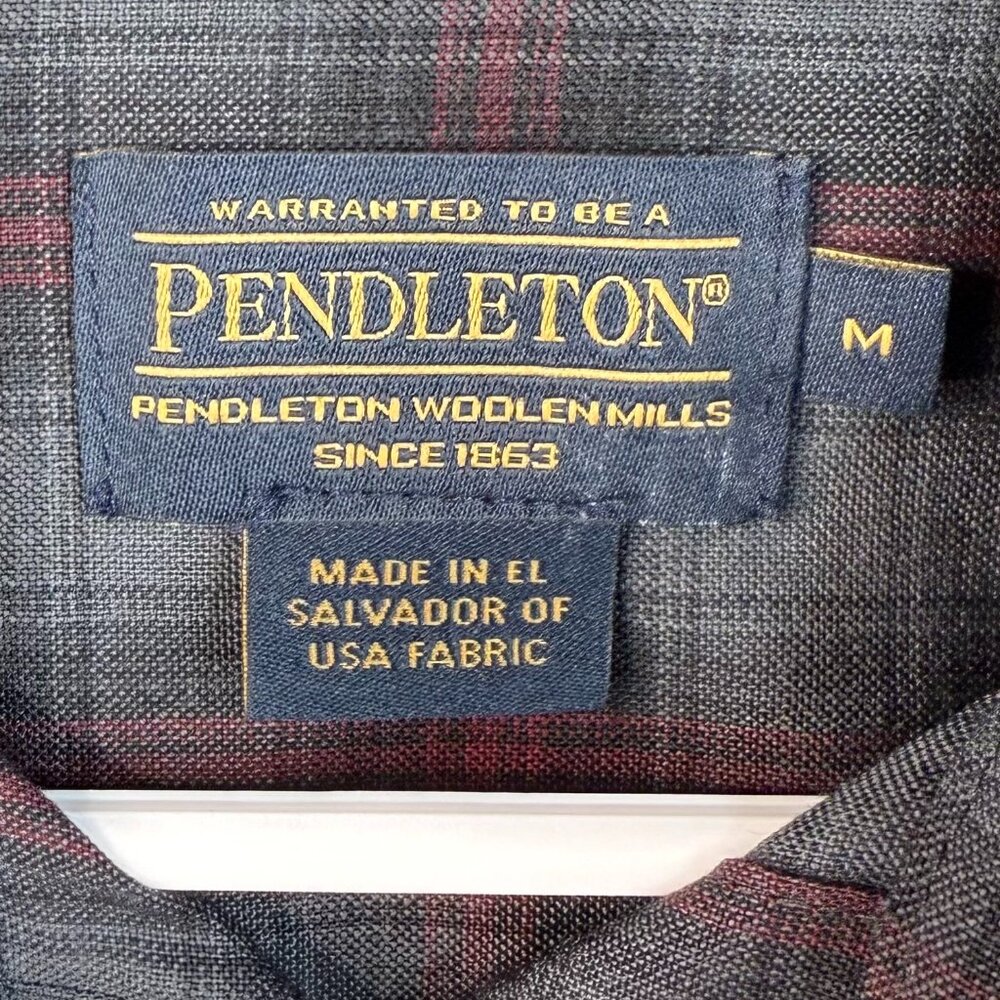 WARRANTED TO BE A
PENDLETON®
M
PENDLETON WOOLEN MILLS
SINCE 1863
MADE IN EL
SALVADOR OF
USA FABRIC